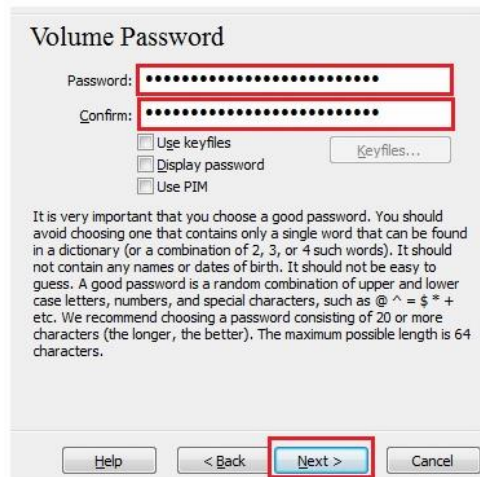 Volume Password
Password: ••••••••••••••••••••••••••
Confirm: ••••••••••••••••••••••••••
Use keyfiles
Keyfiles...
Display password
Use PIM
It is very important that you choose a good password. You should
avoid choosing one that contains only a single word that can be found
in a dictionary (or a combination of 2, 3, or 4 such words). It should
not contain any names or dates of birth. It should not be easy to
guess. A good password is a random combination of upper and lower
case letters, numbers, and special characters, such as @ ^ = $ * +
etc. We recommend choosing a password consisting of 20 or more
characters (the longer, the better). The maximum possible length is 64
characters.
Help < Back Next > Cancel